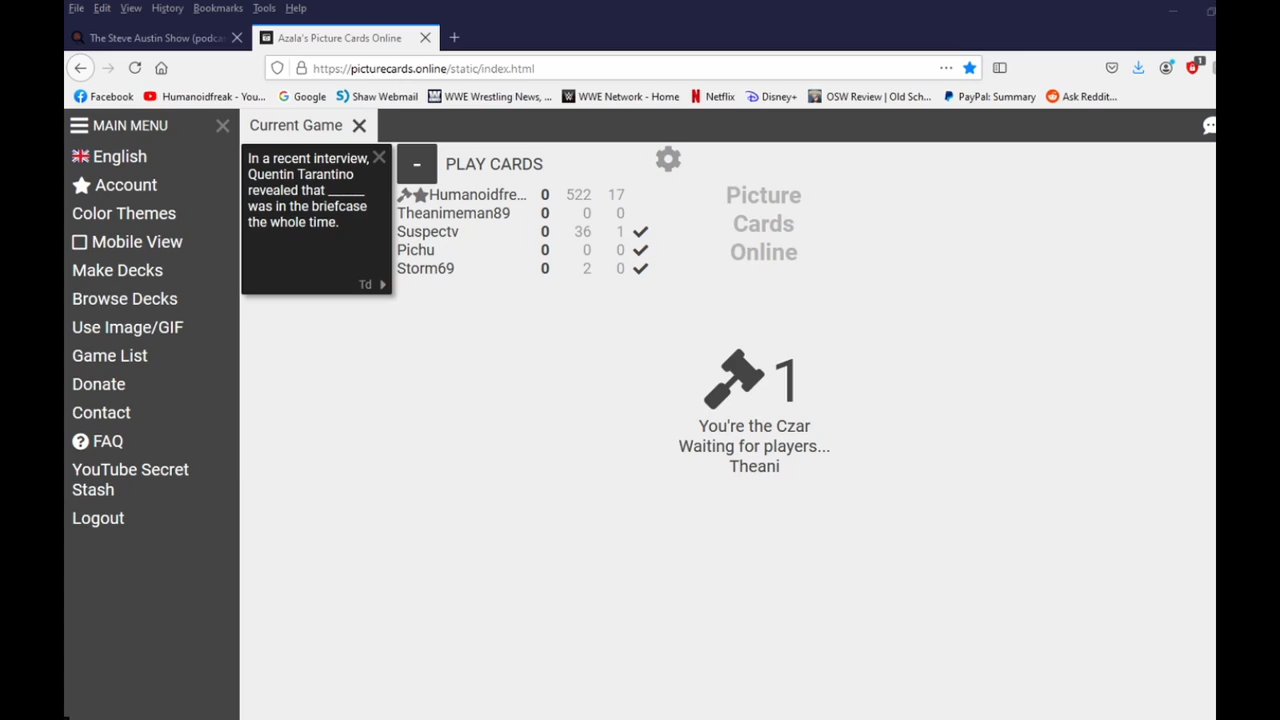 File Edit View History Bookmarks Tools Help
The Steve Austin Show (podca
Azala's Picture Cards Online
https://picturecards.online/static/index.html
1
Facebook Humanoidfreak - You... Google Shaw Webmail WWE Wrestling News, ... WWE Network - Home Netflix Disney+ OSW Review | Old Sch... PayPal: Summary Ask Reddit...
MAIN MENU
Current Game
English
Account
Color Themes
Mobile View
Make Decks
Browse Decks
Use Image/GIF
Game List
Donate
Contact
FAQ
YouTube Secret
Stash
Logout
In a recent interview,
Quentin Tarantino
revealed that ______
was in the briefcase
the whole time.
Td
- PLAY CARDS
Humanoidfre... 0 522 17
Theanimeman89 0 0 0
Suspectv 0 36 1
Pichu 0 0 0
Storm69 0 2 0
Picture
Cards
Online
1
You're the Czar
Waiting for players...
Theani